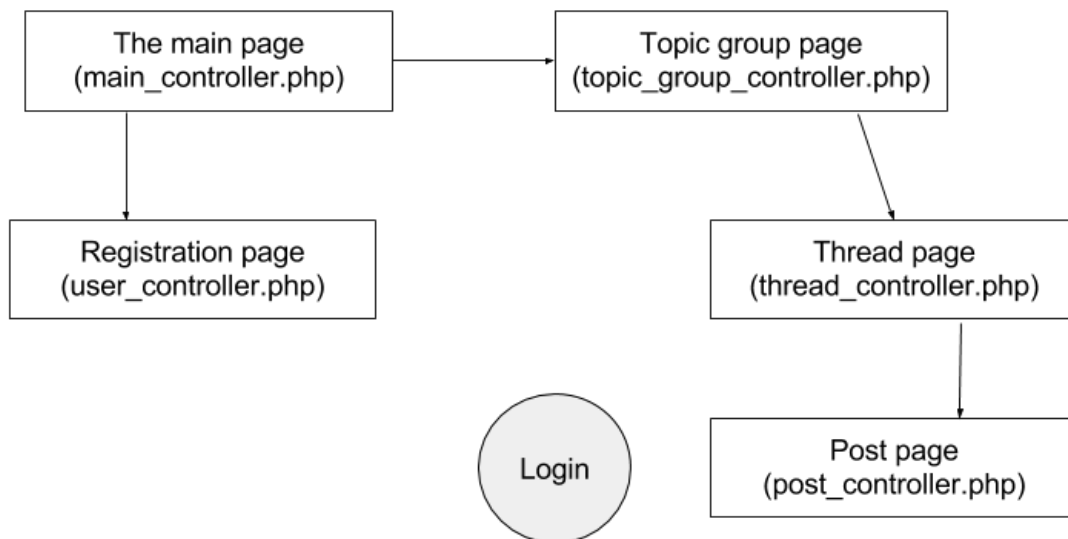 The main page
(main_controller.php)
Topic group page
(topic_group_controller.php)
Registration page
(user_controller.php)
Thread page
(thread_controller.php)
Login
Post page
(post_controller.php)